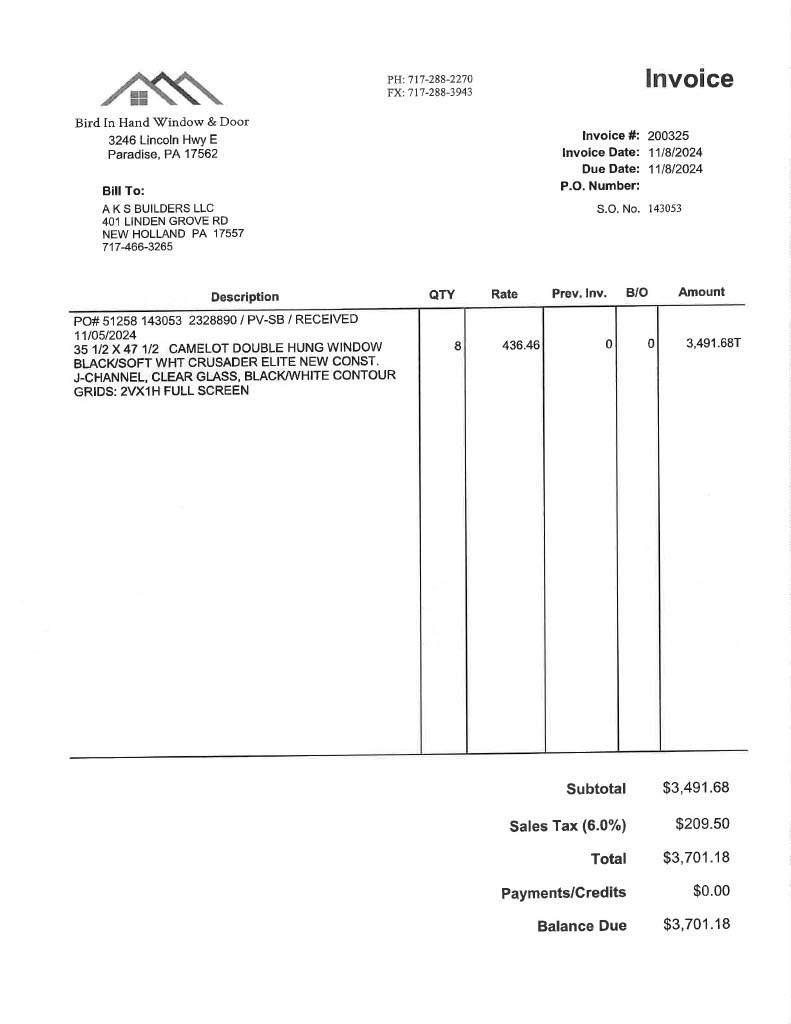 PH: 717-288-2270
FX: 717-288-3943
Invoice
Bird In Hand Window & Door
3246 Lincoln Hwy E
Paradise, PA 17562
Invoice #: 200325
Invoice Date: 11/8/2024
Due Date: 11/8/2024
P.O. Number:
S.O. No. 143053
Bill To:
A K S BUILDERS LLC
401 LINDEN GROVE RD
NEW HOLLAND PA 17557
717-466-3265
Description QTY Rate Prev. Inv. B/O Amount
PO# 51258 143053 2328890 / PV-SB / RECEIVED
11/05/2024
35 1/2 X 47 1/2 CAMELOT DOUBLE HUNG WINDOW 8 436.46 0 0 3,491.68T
BLACK/SOFT WHT CRUSADER ELITE NEW CONST.
J-CHANNEL, CLEAR GLASS, BLACK/WHITE CONTOUR
GRIDS: 2VX1H FULL SCREEN
Subtotal $3,491.68
Sales Tax (6.0%) $209.50
Total $3,701.18
Payments/Credits $0.00
Balance Due $3,701.18